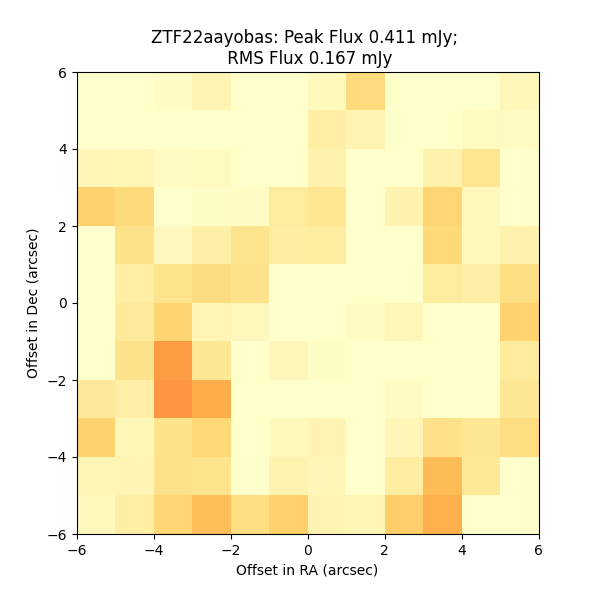 ZTF22aayobas: Peak Flux 0.411 mJy;
RMS Flux 0.167 mJy
6
4
2
0
−2
−4
−6
Offset in Dec (arcsec)
−6 −4 −2 0 2 4 6
Offset in RA (arcsec)